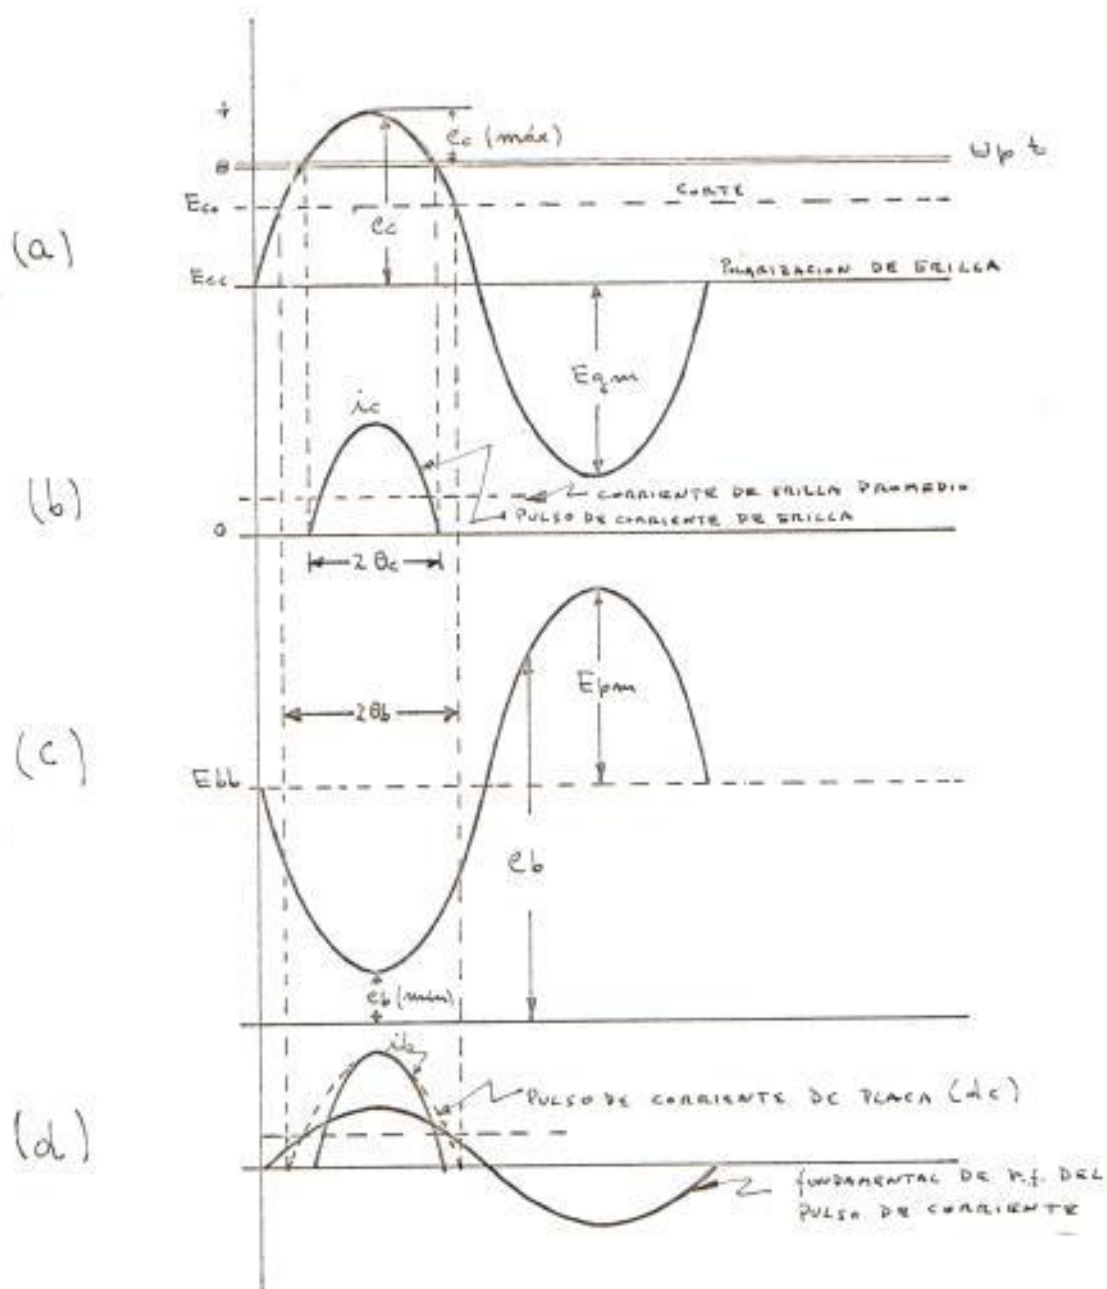 +
ec (máx)
0
ωp t
Eco
CORTE
(a)
ec
Ecc
POLARIZACION DE GRILLA
Egm
ic
(b)
CORRIENTE DE GRILLA PROMEDIO
PULSO DE CORRIENTE DE GRILLA
0
2θc
Epm
2θb
(c)
Ebb
eb
eb (mín)
ib
PULSO DE CORRIENTE DE PLACA (dc)
(d)
fUNDAMENTAL DE r.f. DEL
PULSO DE CORRIENTE